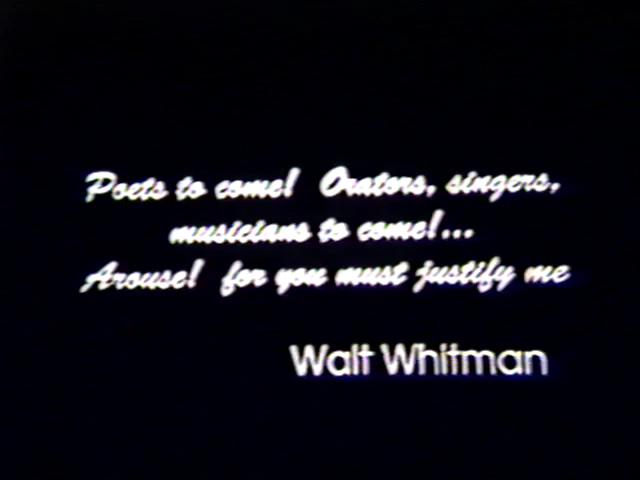 Poets to come! Orators, singers,
musicians to come!...
Arouse! for you must justify me
Walt Whitman